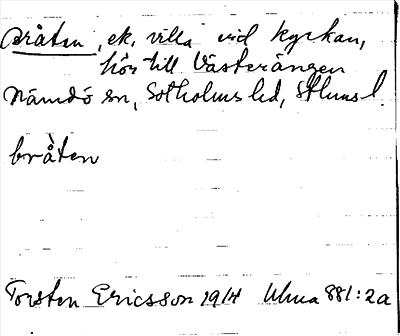 Bråten, ek. villa vid kyrkan,
hör till Västerängen
Nämdö sn, Sotholms hd, Sthms l.
bråten
Torsten Ericsson 1914 Ulma 881:2a